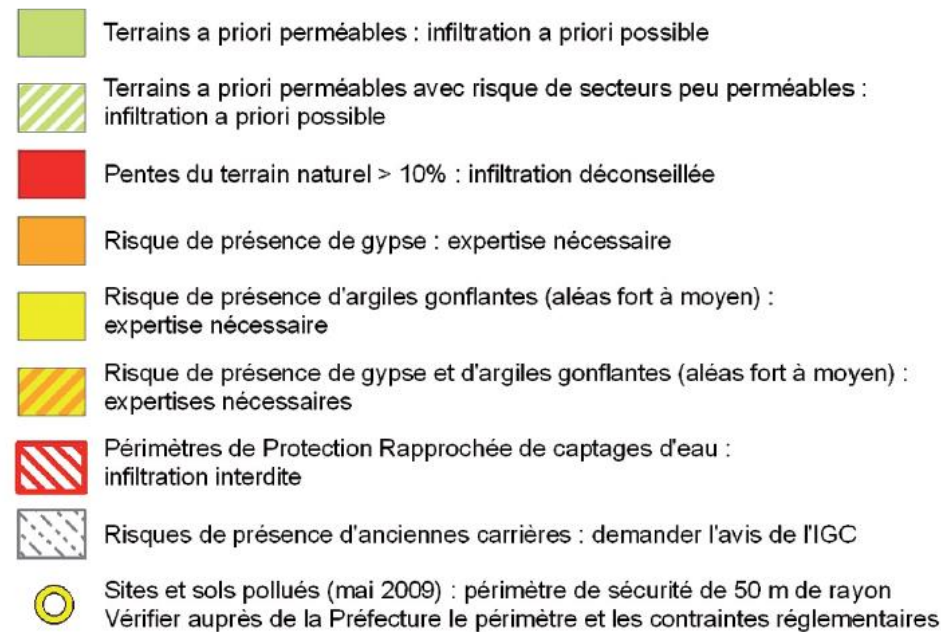 Terrains a priori perméables : infiltration a priori possible
Terrains a priori perméables avec risque de secteurs peu perméables :
infiltration a priori possible
Pentes du terrain naturel > 10% : infiltration déconseillée
Risque de présence de gypse : expertise nécessaire
Risque de présence d'argiles gonflantes (aléas fort à moyen) :
expertise nécessaire
Risque de présence de gypse et d'argiles gonflantes (aléas fort à moyen) :
expertises nécessaires
Périmètres de Protection Rapprochée de captages d'eau :
infiltration interdite
Risques de présence d'anciennes carrières : demander l'avis de l'IGC
Sites et sols pollués (mai 2009) : périmètre de sécurité de 50 m de rayon
Vérifier auprès de la Préfecture le périmètre et les contraintes réglementaires